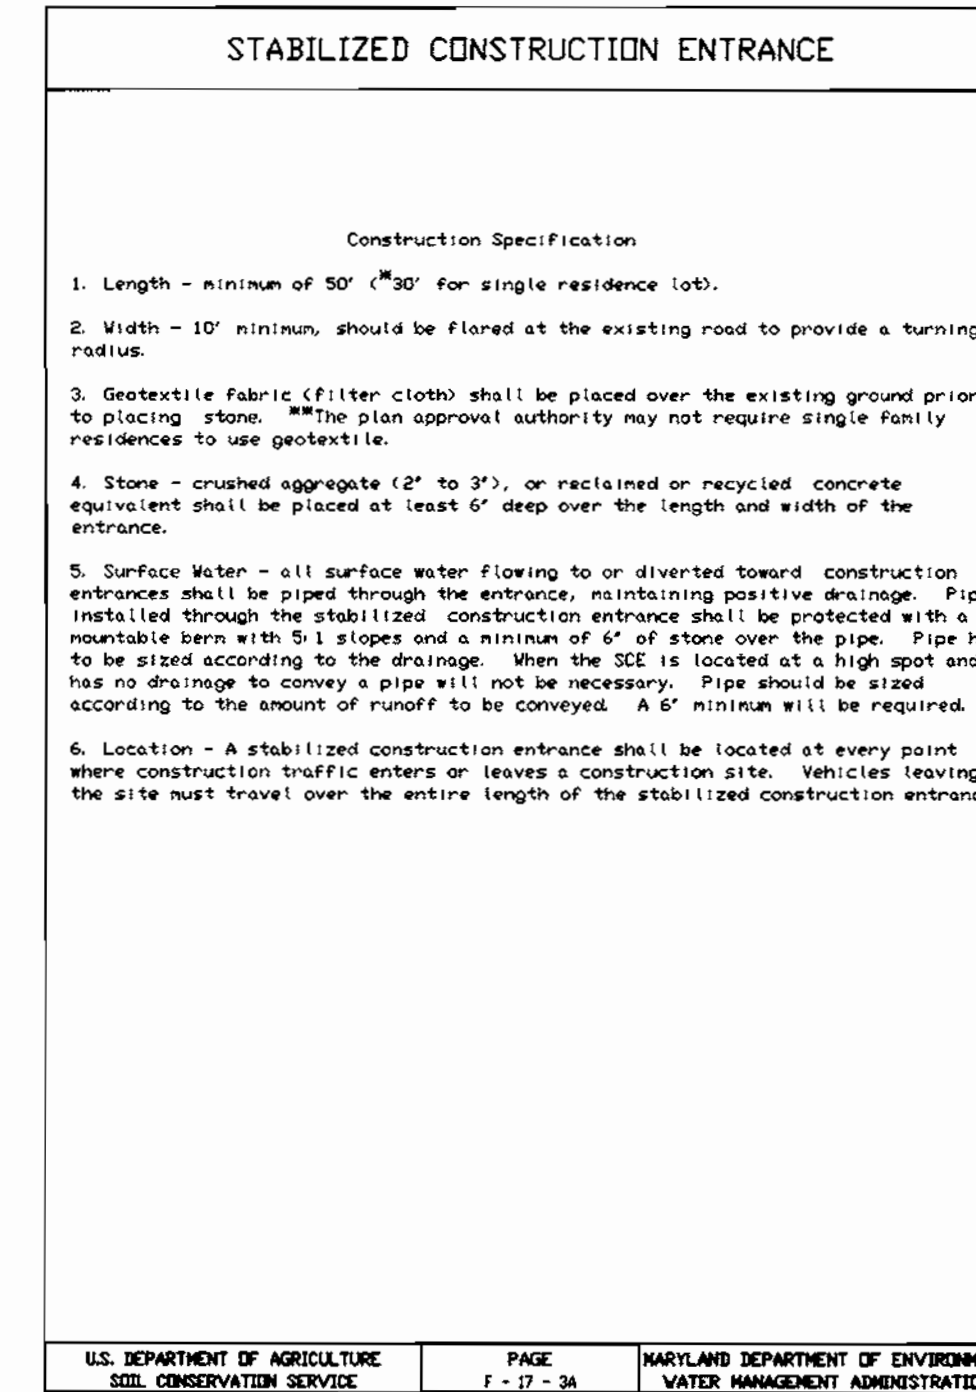 STABILIZED CONSTRUCTION ENTRANCE
Construction Specification
1. Length - minimum of 50' (*30' for single residence lot).
2. Width - 10' minimum, should be flared at the existing road to provide a turning
radius.
3. Geotextile fabric (filter cloth) shall be placed over the existing ground prior
to placing stone. **The plan approval authority may not require single family
residences to use geotextile.
4. Stone - crushed aggregate (2" to 3"), or reclaimed or recycled concrete
equivalent shall be placed at least 6" deep over the length and width of the
entrance.
5. Surface Water - all surface water flowing to or diverted toward construction
entrances shall be piped through the entrance, maintaining positive drainage.
installed through the stabilized construction entrance shall be protected with a
mountable berm with 5:1 slopes and a minimum of 6" of stone over the pipe. Pipe
to be sized according to the drainage. When the SCE is located at a high spot and
has no drainage to convey a pipe will not be necessary. Pipe should be sized
according to the amount of runoff to be conveyed. A 6" minimum will be required.
6. Location - A stabilized construction entrance shall be located at every point
where construction traffic enters or leaves a construction site. Vehicles leaving
the site must travel over the entire length of the stabilized construction
U.S. DEPARTMENT OF AGRICULTURE
SOIL CONSERVATION SERVICE
PAGE
F - 17 - 3A
MARYLAND DEPARTMENT OF
WATER MANAGEMENT